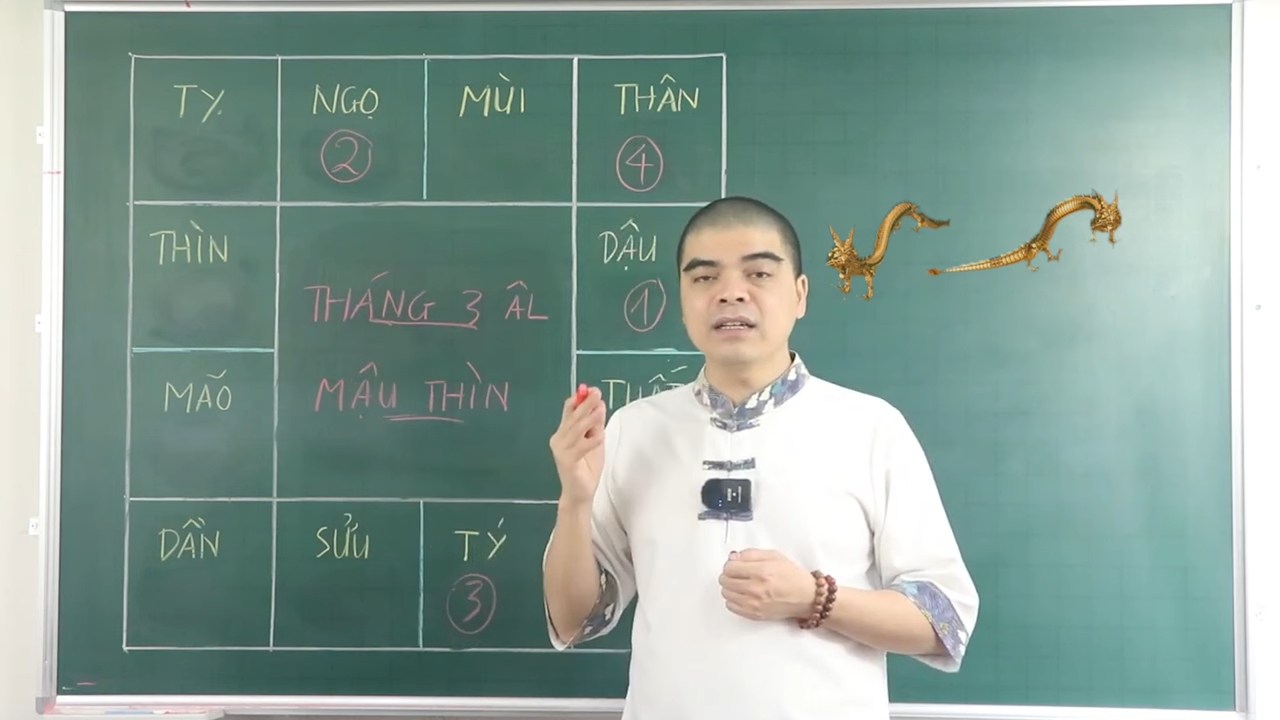 TỴ
NGỌ
MÙI
THÂN
②
④
THÌN
DẬU
THÁNG 3 ÂL
①
MÃO
MẬU THÌN
DẦN
SỬU
TÝ
③